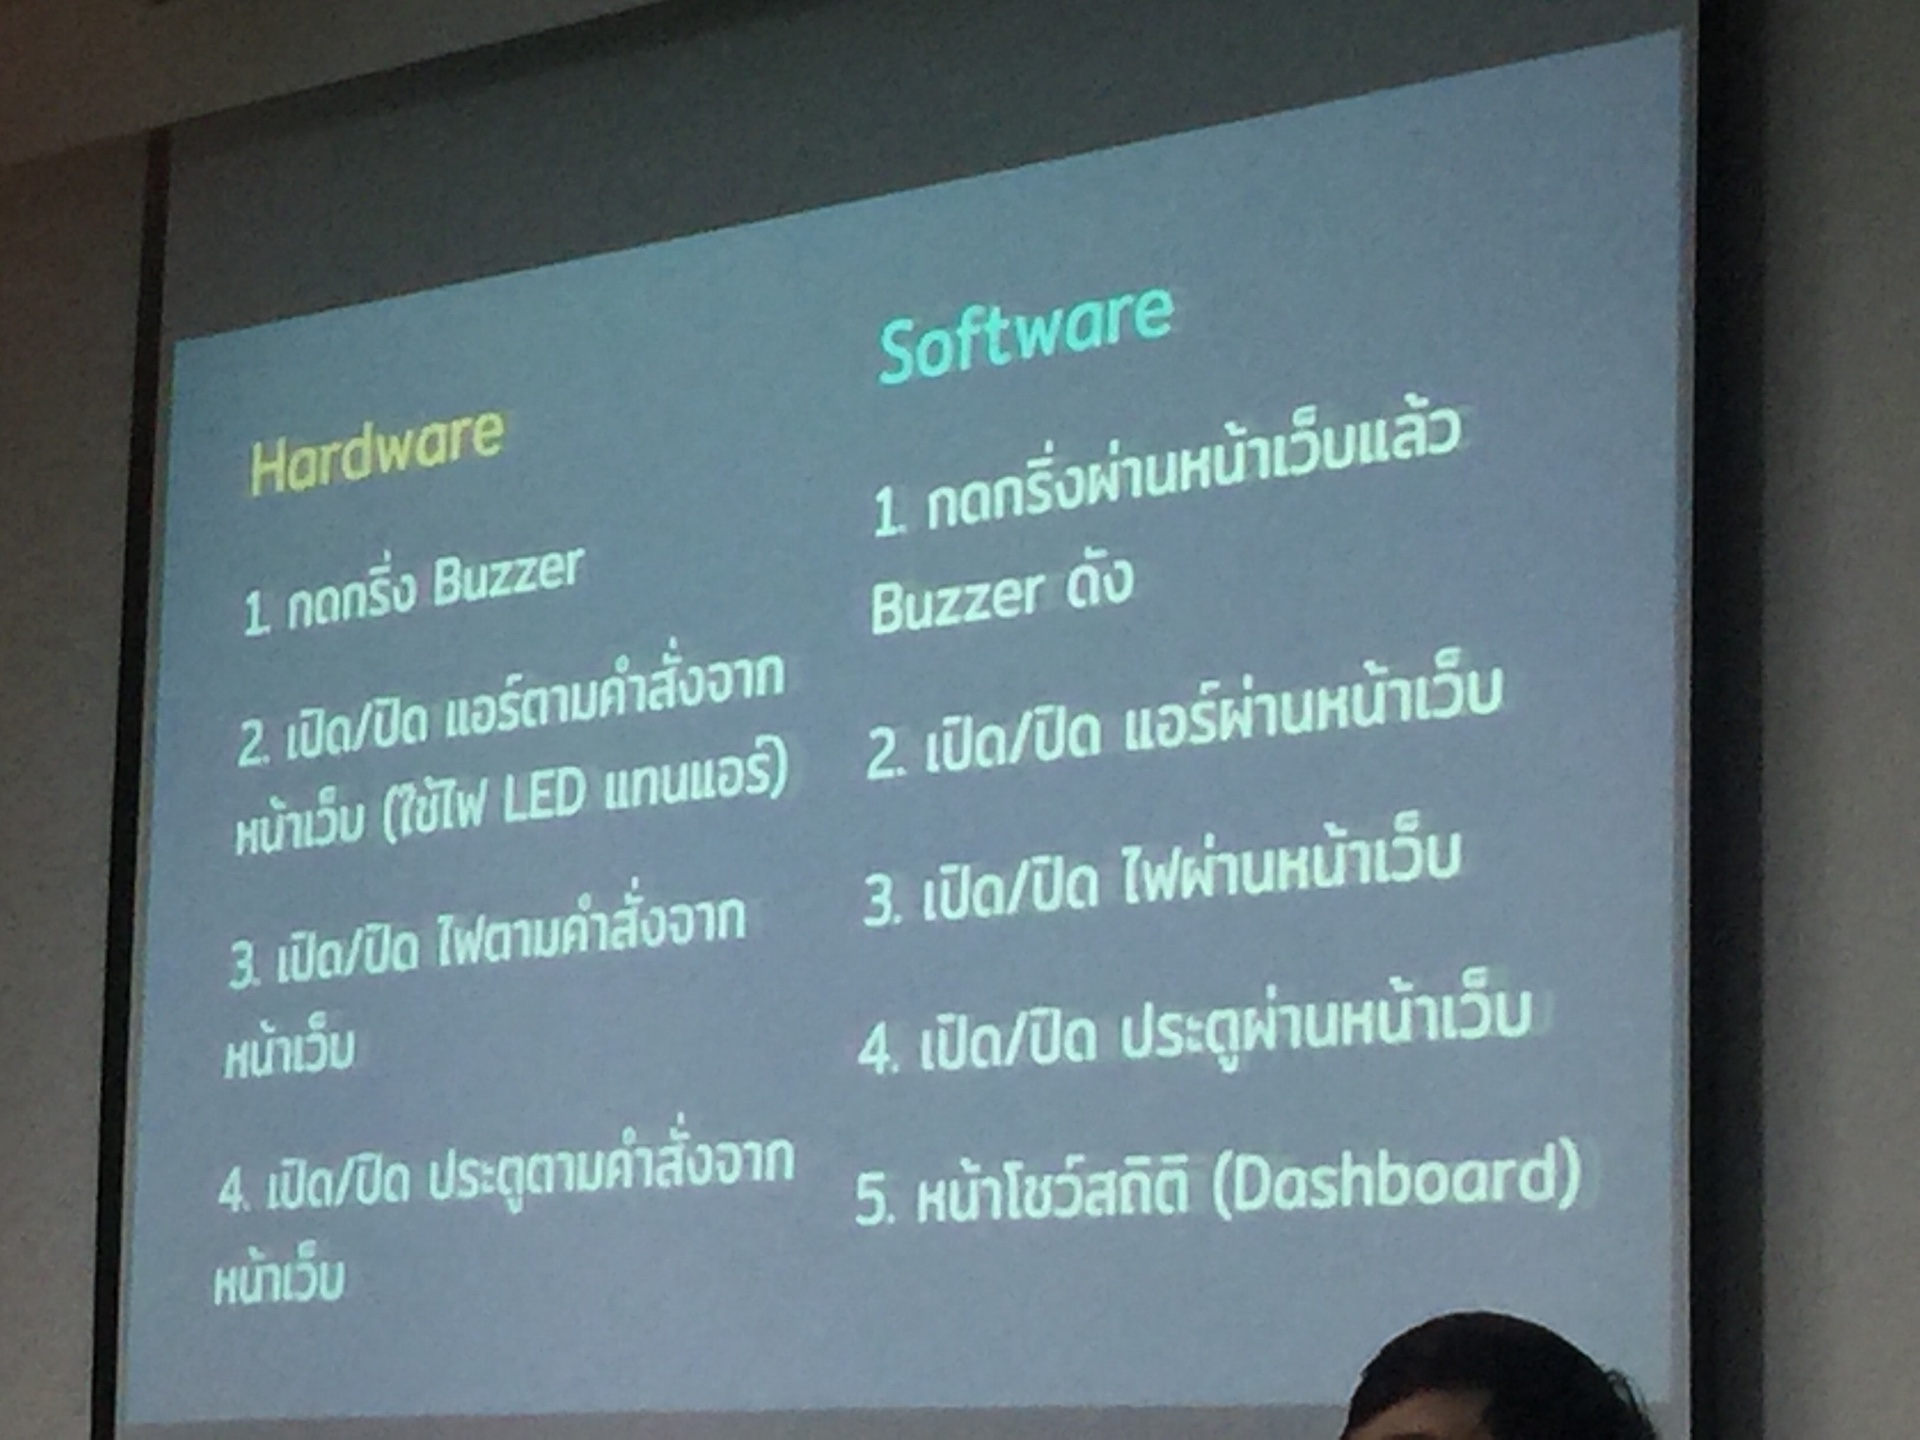 Hardware
1. กดกริ่ง Buzzer
2. เปิด/ปิด แอร์ตามคำสั่งจาก
หน้าเว็บ (ใช้ไฟ LED แทนแอร์)
3. เปิด/ปิด ไฟตามคำสั่งจาก
หน้าเว็บ
4. เปิด/ปิด ประตูตามคำสั่งจาก
หน้าเว็บ
Software
1. กดกริ่งผ่านหน้าเว็บแล้ว
Buzzer ดัง
2. เปิด/ปิด แอร์ผ่านหน้าเว็บ
3. เปิด/ปิด ไฟผ่านหน้าเว็บ
4. เปิด/ปิด ประตูผ่านหน้าเว็บ
5. หน้าโชว์สถิติ (Dashboard)